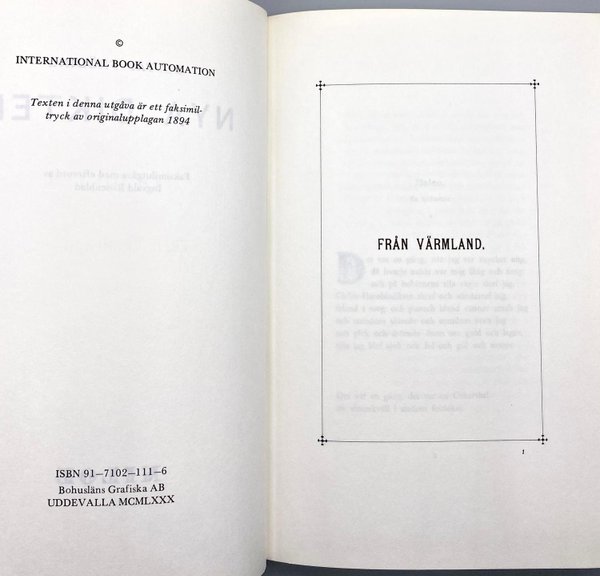 ©
INTERNATIONAL BOOK AUTOMATION
Texten i denna utgåva är ett faksimil-
tryck av originalupplagan 1894
ISBN 91–7102–111–6
Bohusläns Grafiska AB
UDDEVALLA MCMLXXX
FRÅN VÄRMLAND.
1